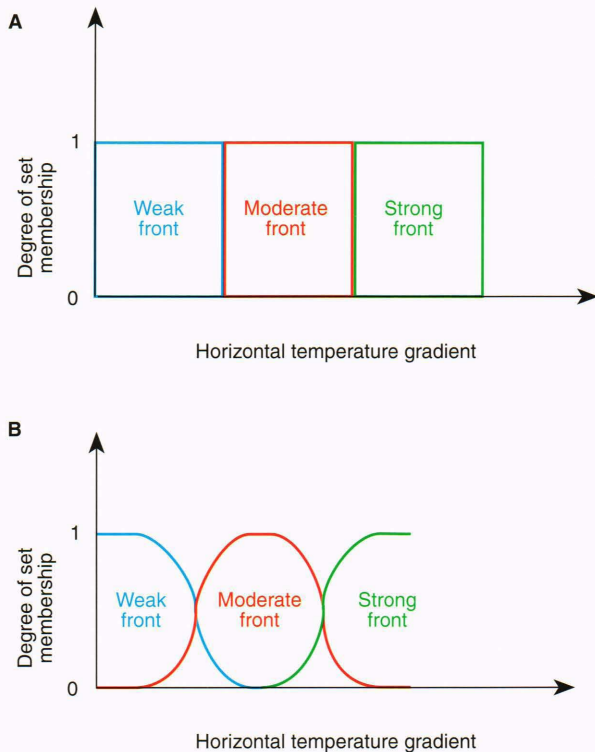 A
1
Degree of set
membership
Weak
front
Moderate
front
Strong
front
0
Horizontal temperature gradient
B
1
Degree of set
membership
Weak
front
Moderate
front
Strong
front
0
Horizontal temperature gradient